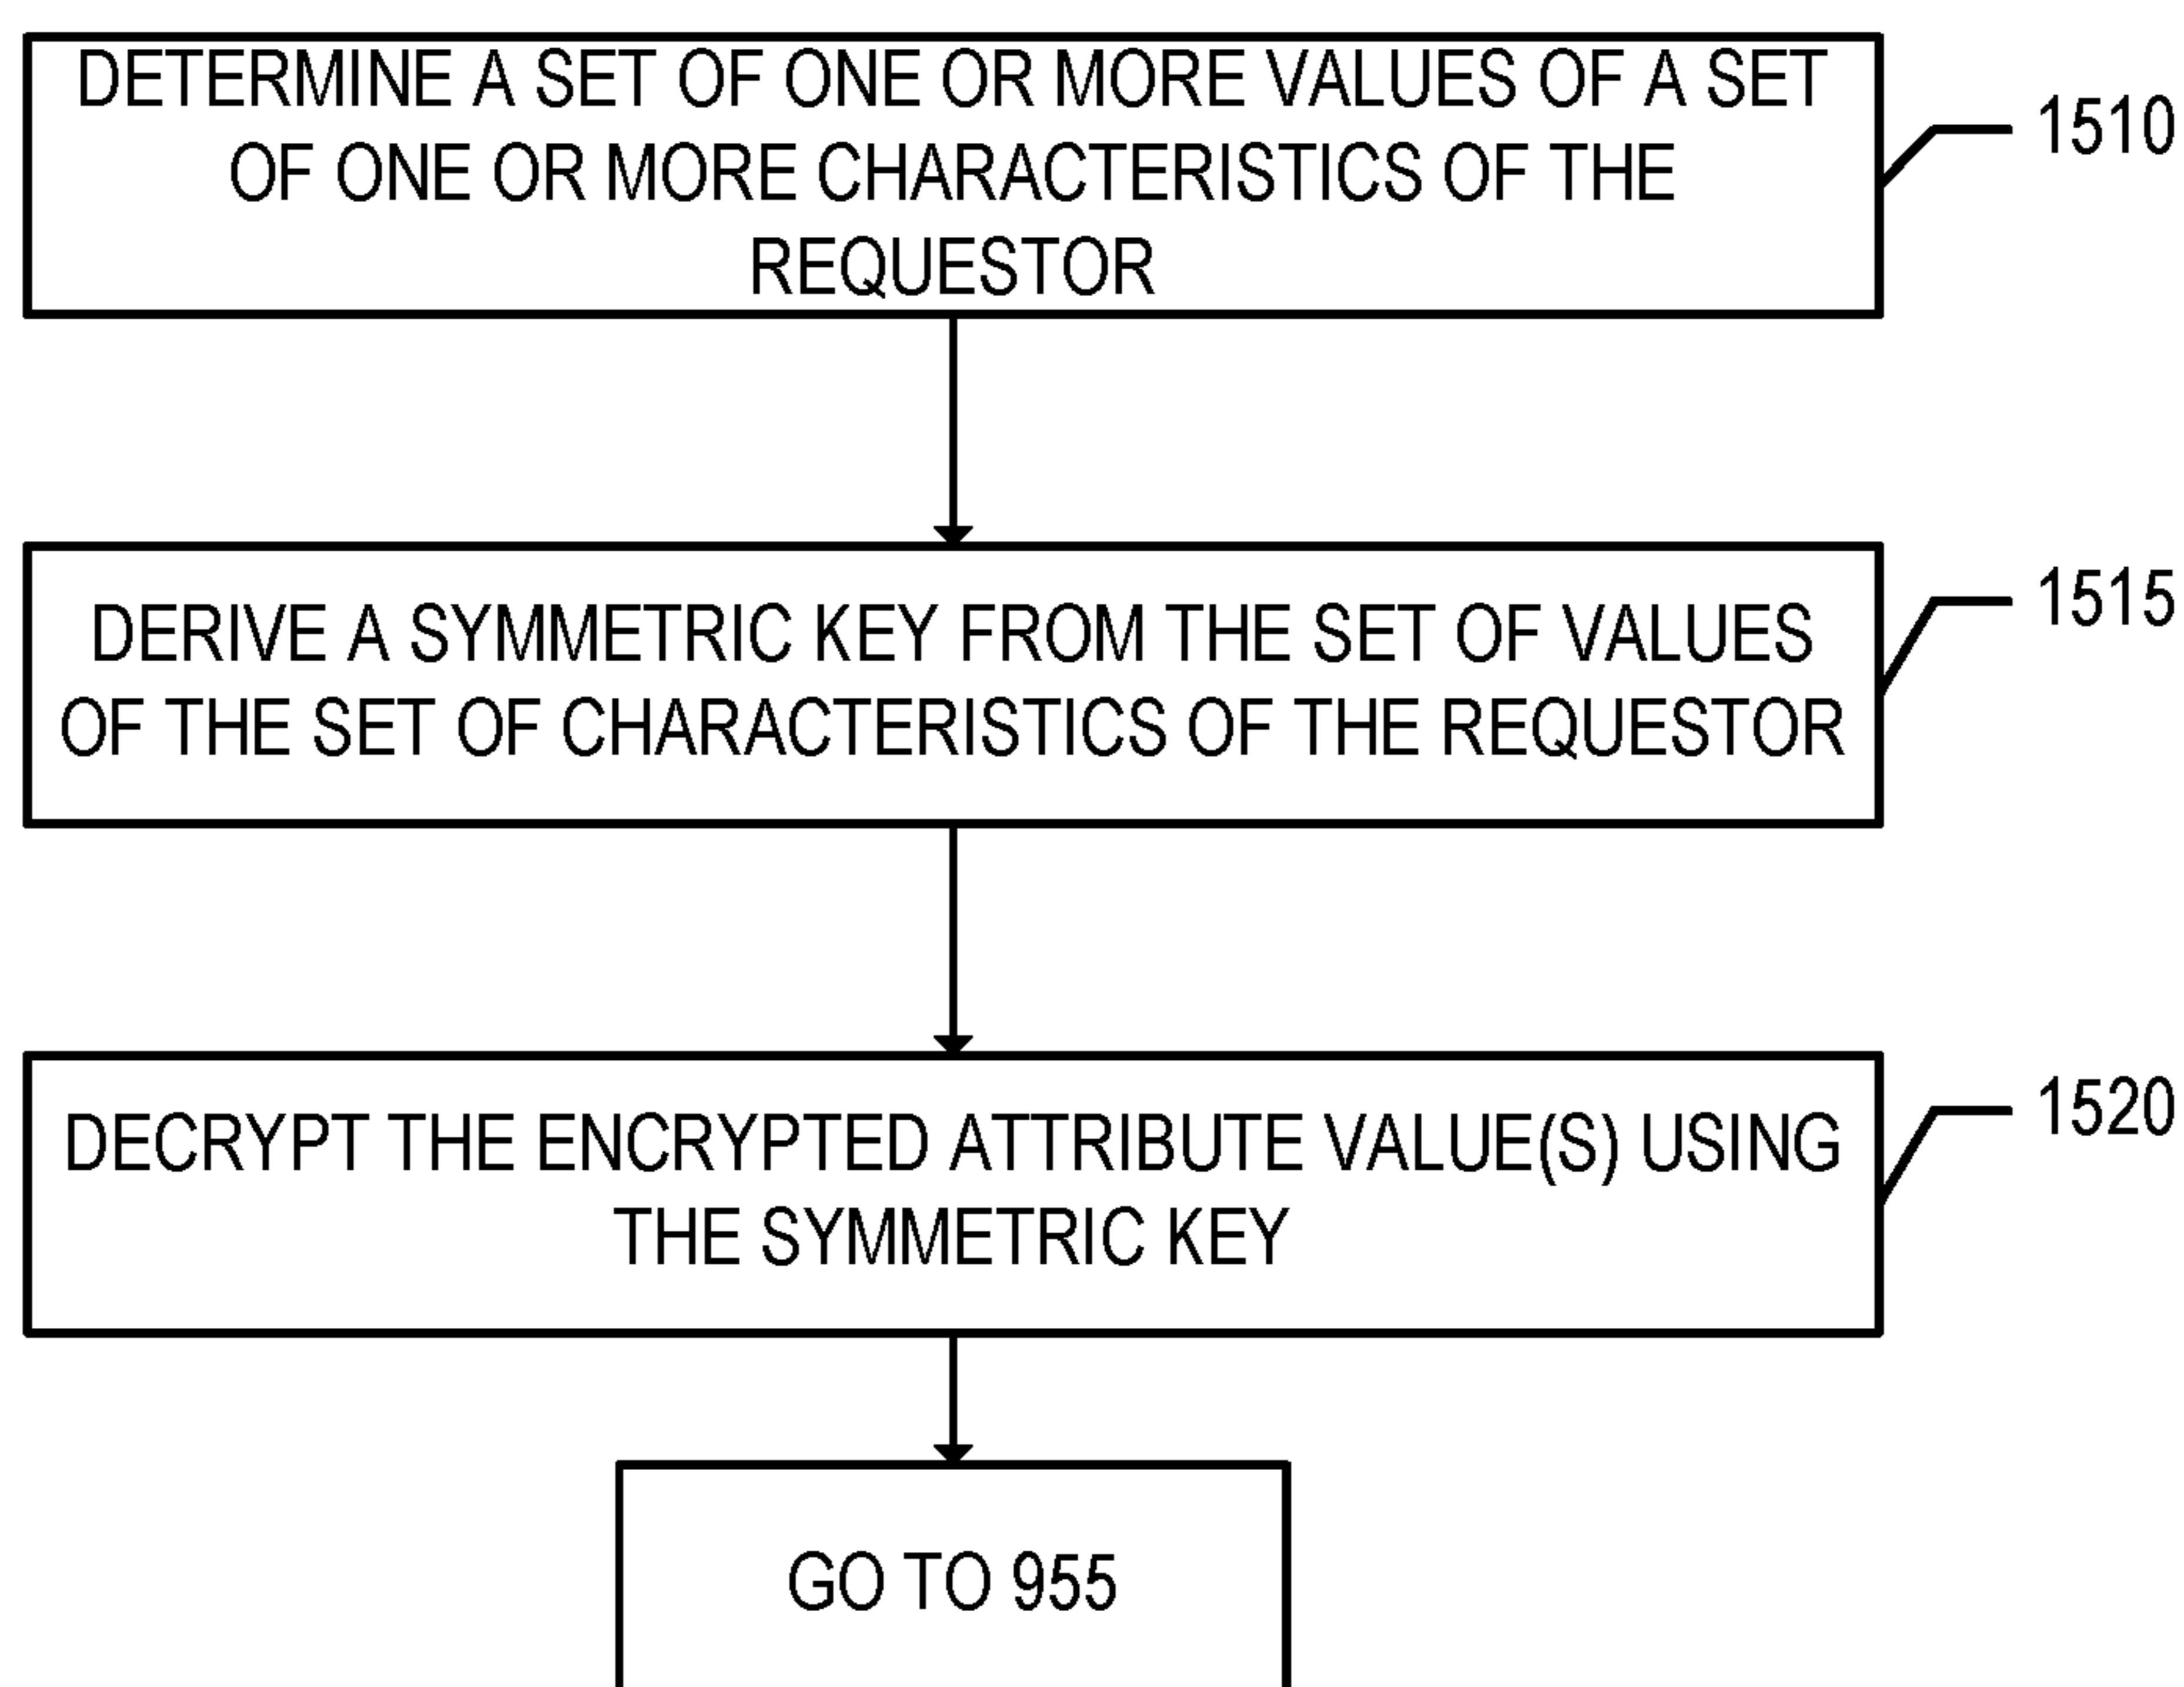 DETERMINE A SET OF ONE OR MORE VALUES OF A SET
OF ONE OR MORE CHARACTERISTICS OF THE
REQUESTOR
1510
DERIVE A SYMMETRIC KEY FROM THE SET OF VALUES
OF THE SET OF CHARACTERISTICS OF THE REQUESTOR
1515
DECRYPT THE ENCRYPTED ATTRIBUTE VALUE(S) USING
THE SYMMETRIC KEY
1520
GO TO 955